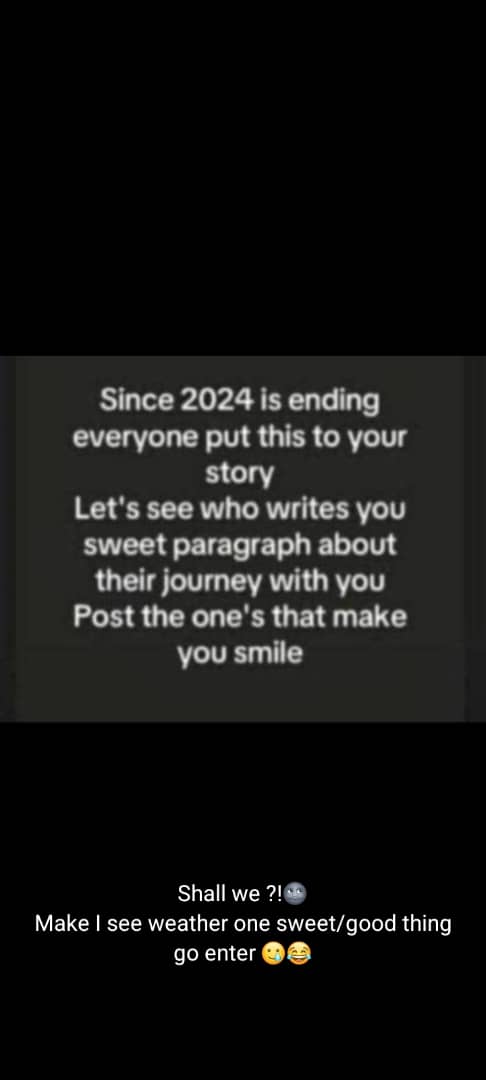 Since 2024 is ending
everyone put this to your
story
Let's see who writes you
sweet paragraph about
their journey with you
Post the one's that make
you smile
Shall we ?!🌚
Make I see weather one sweet/good thing
go enter 🥲😂